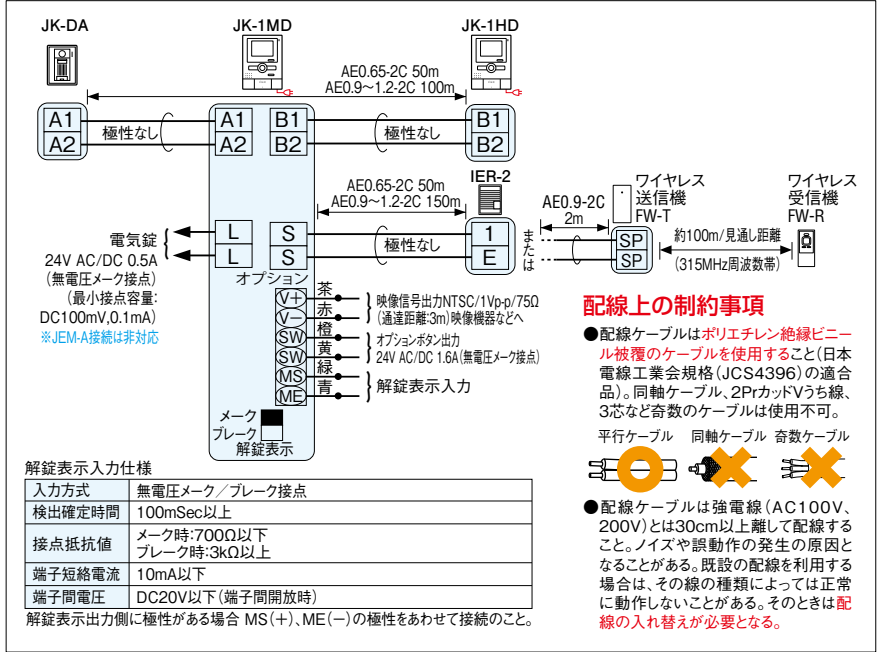 JK-DA
JK-1MD
JK-1HD
AE0.65-2C 50m
AE0.9～1.2-2C 100m
A1
A2
極性なし
A1
A2
B1
B2
極性なし
B1
B2
AE0.65-2C 50m
AE0.9～1.2-2C 150m
IER-2
AE0.9-2C
2m
ワイヤレス
送信機
FW-T
ワイヤレス
受信機
FW-R
電気錠
24V AC/DC 0.5A
(無電圧メーク接点)
(最小接点容量:
DC100mV,0.1mA)
※JEM-A接続は非対応
L
L
S
S
極性なし
1
E
または
SP
SP
約100m/見通し距離
(315MHz周波数帯)
オプション
V+
茶
V−
赤
SW
橙
SW
黄
MS
緑
ME
青
映像信号出力NTSC/1Vp-p/75Ω
(通達距離:3m)映像機器などへ
オプションボタン出力
24V AC/DC 1.6A(無電圧メーク接点)
解錠表示入力
メーク
ブレーク
解錠表示
解錠表示入力仕様
入力方式 無電圧メーク／ブレーク接点
検出確定時間 100mSec以上
接点抵抗値 メーク時:700Ω以下
ブレーク時:3kΩ以上
端子短絡電流 10mA以下
端子間電圧 DC20V以下(端子間開放時)
解錠表示出力側に極性がある場合 MS(+)、ME(−)の極性をあわせて接続のこと。
配線上の制約事項
●配線ケーブルはポリエチレン絶縁ビニー
ル被覆のケーブルを使用すること(日本
電線工業会規格(JCS4396)の適合
品)。同軸ケーブル、2PrカッドVうち線、
3芯など奇数のケーブルは使用不可。
平行ケーブル 同軸ケーブル 奇数ケーブル
●配線ケーブルは強電線(AC100V、
200V)とは30cm以上離して配線する
こと。ノイズや誤動作の発生の原因と
なることがある。既設の配線を利用する
場合は、その線の種類によっては正常
に動作しないことがある。そのときは配
線の入れ替えが必要となる。